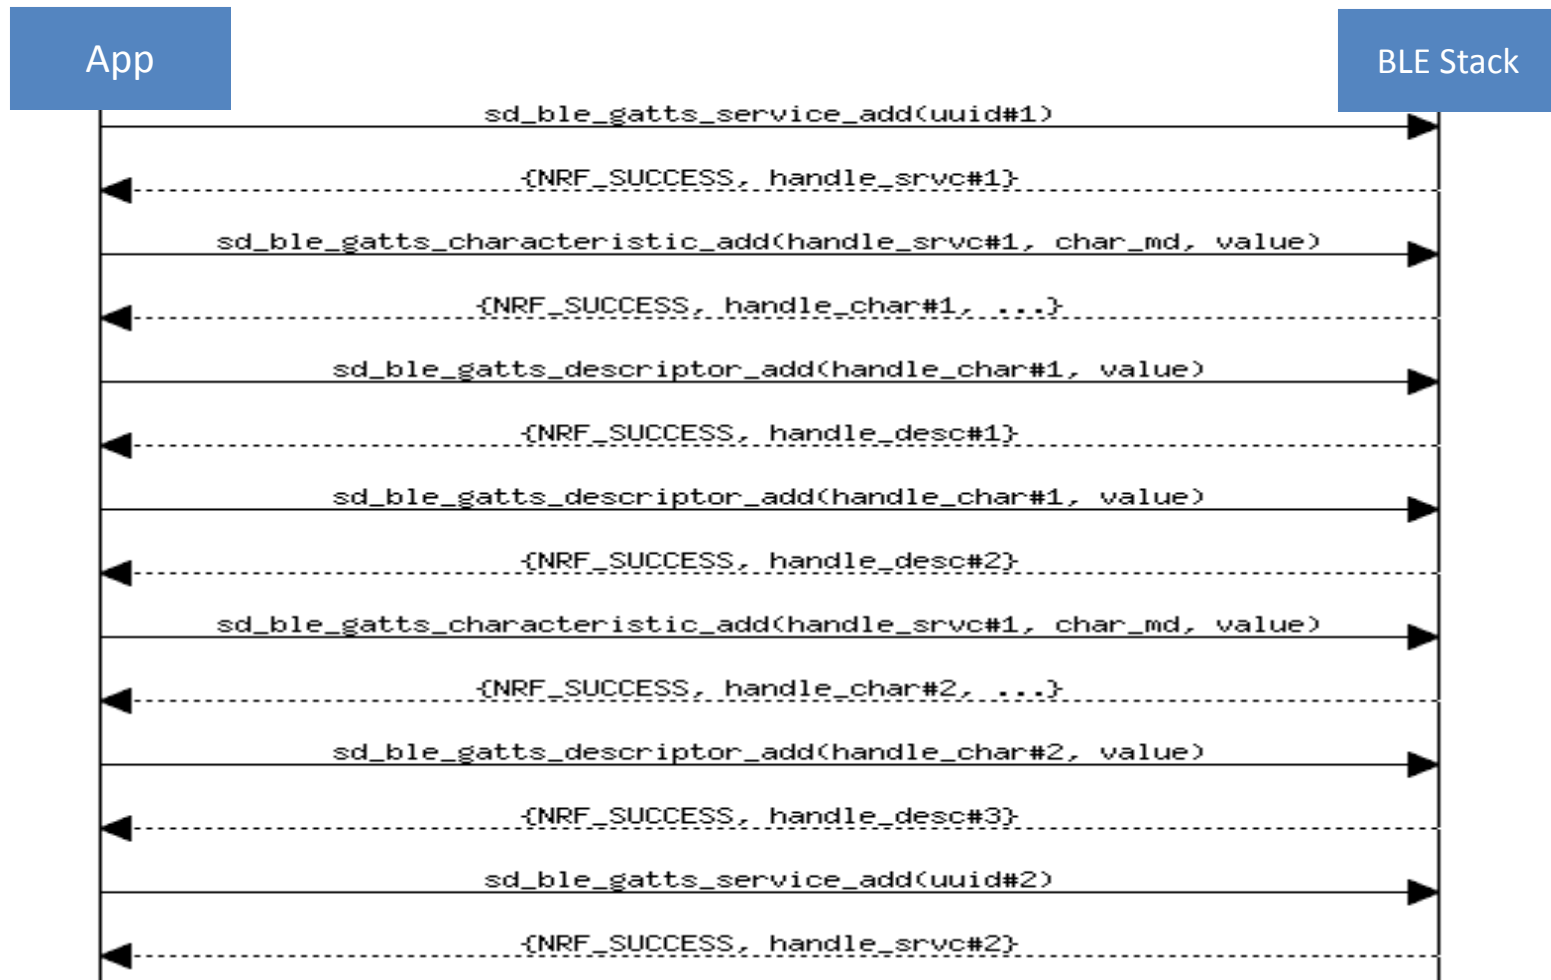 App
BLE Stack
sd_ble_gatts_service_add(uuid#1)
{NRF_SUCCESS, handle_srvc#1}
sd_ble_gatts_characteristic_add(handle_srvc#1, char_md, value)
{NRF_SUCCESS, handle_char#1, ...}
sd_ble_gatts_descriptor_add(handle_char#1, value)
{NRF_SUCCESS, handle_desc#1}
sd_ble_gatts_descriptor_add(handle_char#1, value)
{NRF_SUCCESS, handle_desc#2}
sd_ble_gatts_characteristic_add(handle_srvc#1, char_md, value)
{NRF_SUCCESS, handle_char#2, ...}
sd_ble_gatts_descriptor_add(handle_char#2, value)
{NRF_SUCCESS, handle_desc#3}
sd_ble_gatts_service_add(uuid#2)
{NRF_SUCCESS, handle_srvc#2}